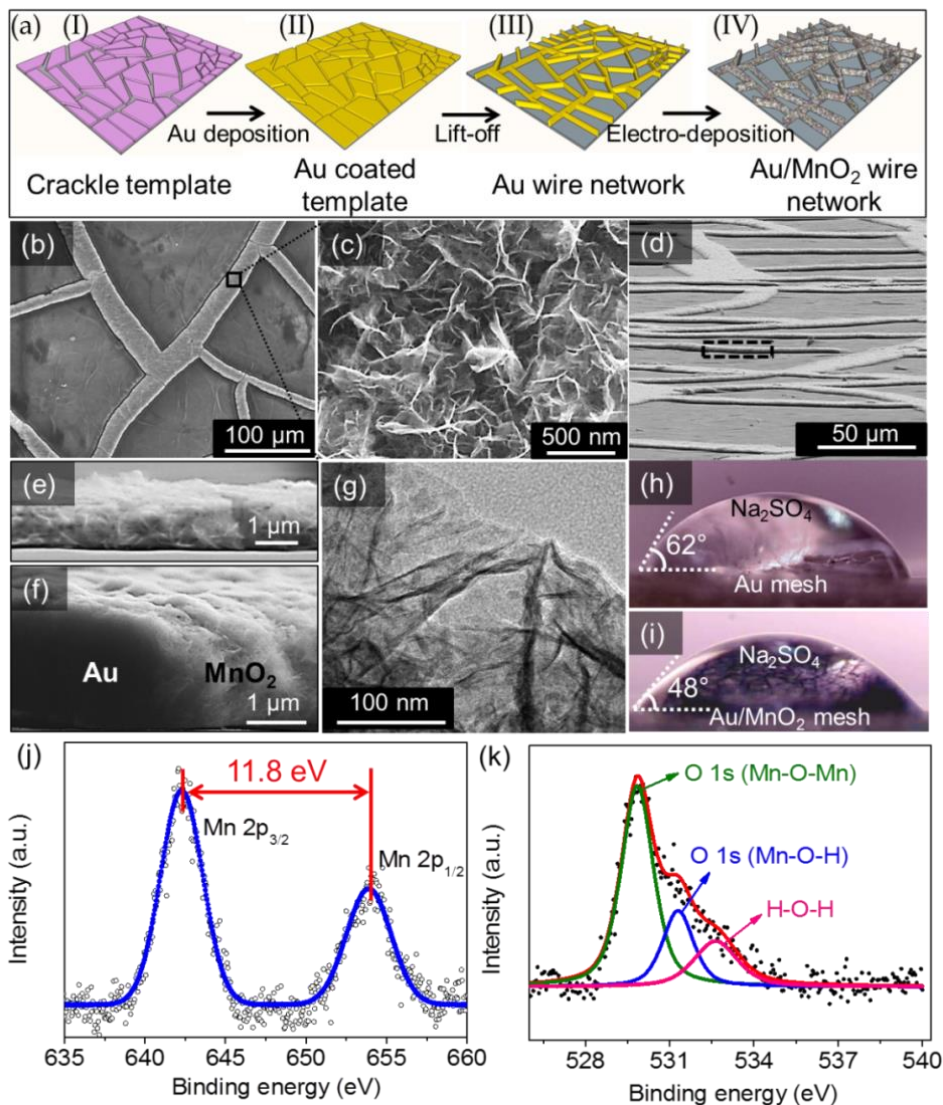 (a) (I) (II) (III) (IV)
Au deposition Lift-off Electro-deposition
Crackle template
Au coated
template
Au wire network
Au/MnO₂ wire
network
(b)
100 µm
(c)
500 nm
(d)
50 µm
(e)
1 µm
(f)
Au
MnO₂
1 µm
(g)
100 nm
(h)
Na₂SO₄
62°
Au mesh
(i)
Na₂SO₄
48°
Au/MnO₂ mesh
(j)
11.8 eV
Mn 2p₃/₂
Mn 2p₁/₂
Intensity (a.u.)
635 640 645 650 655 660
Binding energy (eV)
(k)
O 1s (Mn-O-Mn)
O 1s (Mn-O-H)
H-O-H
Intensity (a.u.)
528 531 534 537 540
Binding energy (eV)